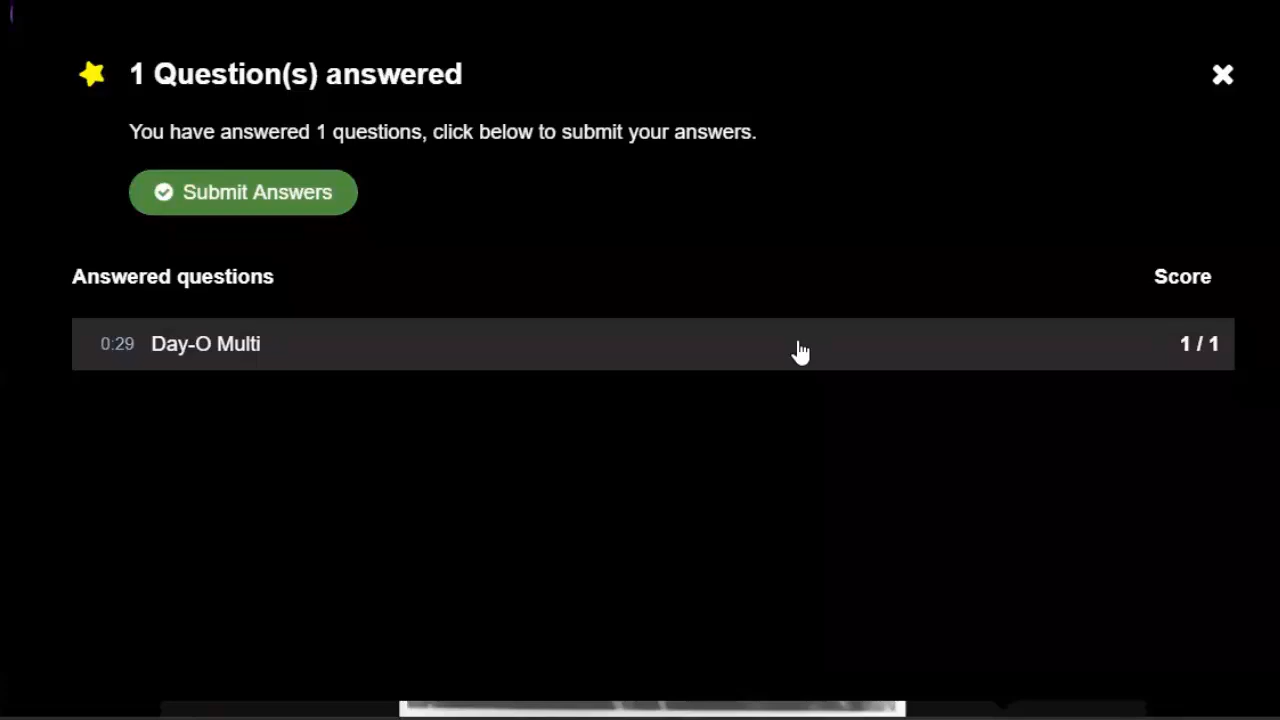 1 Question(s) answered
You have answered 1 questions, click below to submit your answers.
Submit Answers
Answered questions Score
0:29 Day-O Multi 1 / 1